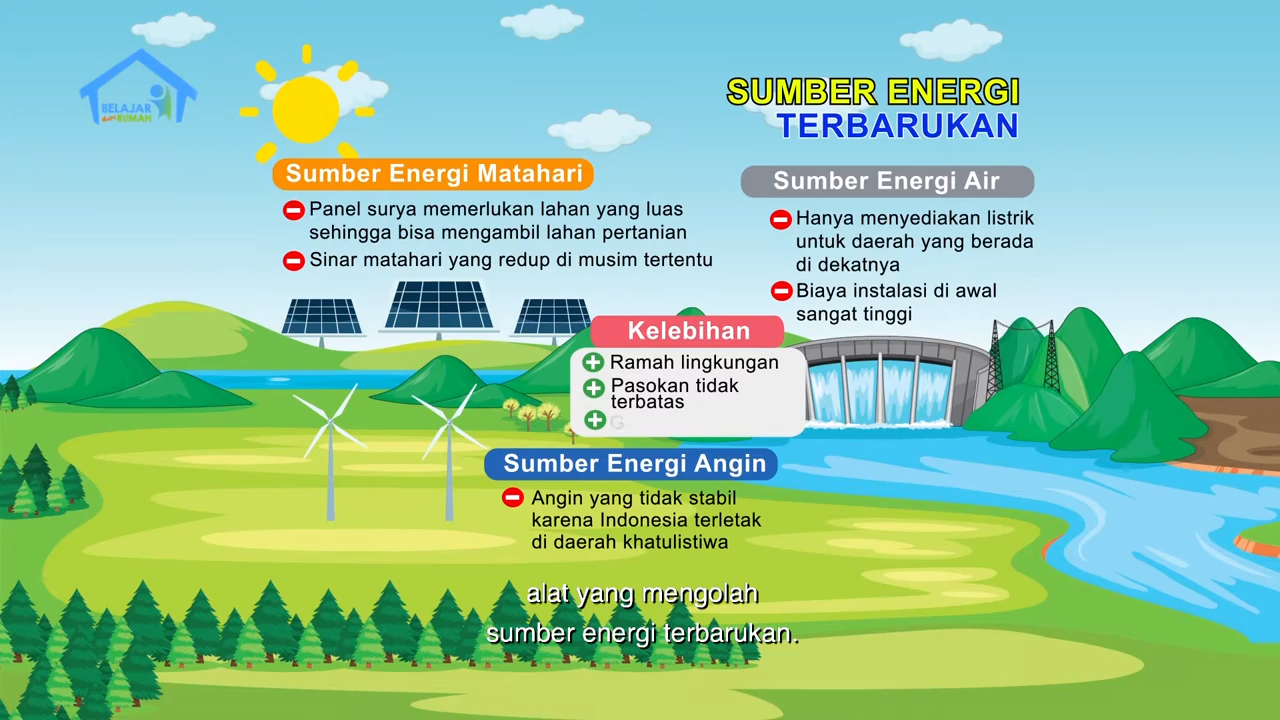 BELAJAR
dari RUMAH
SUMBER ENERGI
TERBARUKAN
Sumber Energi Matahari
Panel surya memerlukan lahan yang luas
sehingga bisa mengambil lahan pertanian
Sinar matahari yang redup di musim tertentu
Sumber Energi Air
Hanya menyediakan listrik
untuk daerah yang berada
di dekatnya
Biaya instalasi di awal
sangat tinggi
Kelebihan
Ramah lingkungan
Pasokan tidak
terbatas
G
Sumber Energi Angin
Angin yang tidak stabil
karena Indonesia terletak
di daerah khatulistiwa
alat yang mengolah
sumber energi terbarukan.